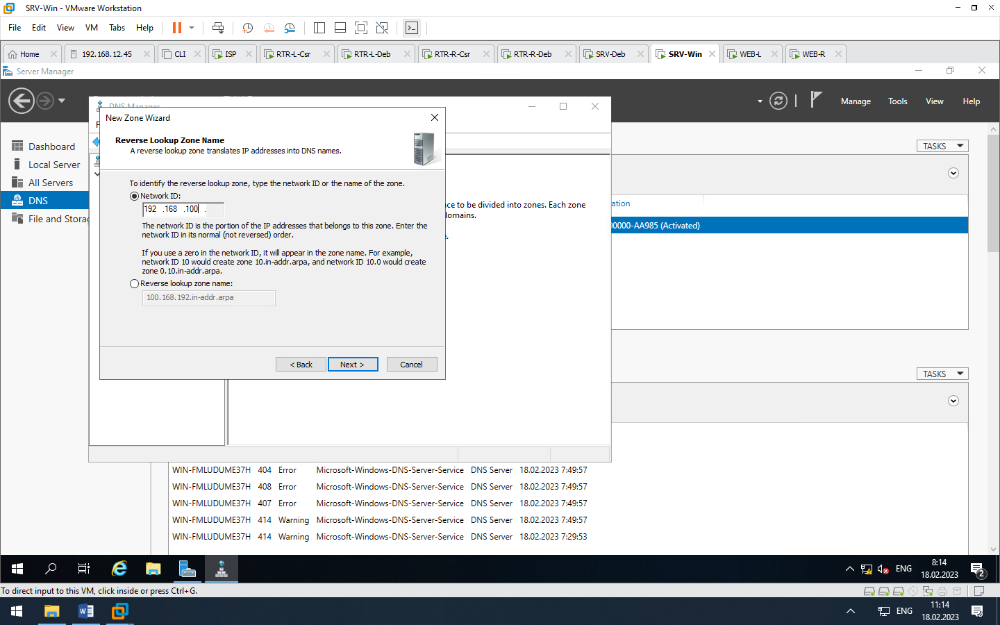 SRV-Win - VMware Workstation
File Edit View VM Tabs Help
Home 192.168.12.45 CLI ISP RTR-L-Csr RTR-L-Deb RTR-R-Csr RTR-R-Deb SRV-Deb SRV-Win WEB-L WEB-R
Server Manager
Manage Tools View Help
DNS Manager
New Zone Wizard
Reverse Lookup Zone Name
A reverse lookup zone translates IP addresses into DNS names.
Dashboard
Local Server
All Servers
DNS
File and Storag
TASKS
To identify the reverse lookup zone, type the network ID or the name of the zone.
Network ID:
192 .168 .100 .
The network ID is the portion of the IP addresses that belongs to this zone. Enter the
network ID in its normal (not reversed) order.
If you use a zero in the network ID, it will appear in the zone name. For example,
network ID 10 would create zone 10.in-addr.arpa, and network ID 10.0 would create
zone 0.10.in-addr.arpa.
Reverse lookup zone name:
100.168.192.in-addr.arpa
< Back Next > Cancel
ce to be divided into zones. Each zone
omains.
ation
0000-AA985 (Activated)
TASKS
WIN-FMLUDUME37H 404 Error Microsoft-Windows-DNS-Server-Service DNS Server 18.02.2023 7:49:57
WIN-FMLUDUME37H 408 Error Microsoft-Windows-DNS-Server-Service DNS Server 18.02.2023 7:49:57
WIN-FMLUDUME37H 407 Error Microsoft-Windows-DNS-Server-Service DNS Server 18.02.2023 7:49:57
WIN-FMLUDUME37H 414 Warning Microsoft-Windows-DNS-Server-Service DNS Server 18.02.2023 7:49:57
WIN-FMLUDUME37H 414 Warning Microsoft-Windows-DNS-Server-Service DNS Server 18.02.2023 7:29:53
ENG 8:14
18.02.2023
2
To direct input to this VM, click inside or press Ctrl+G.
ENG 11:14
18.02.2023